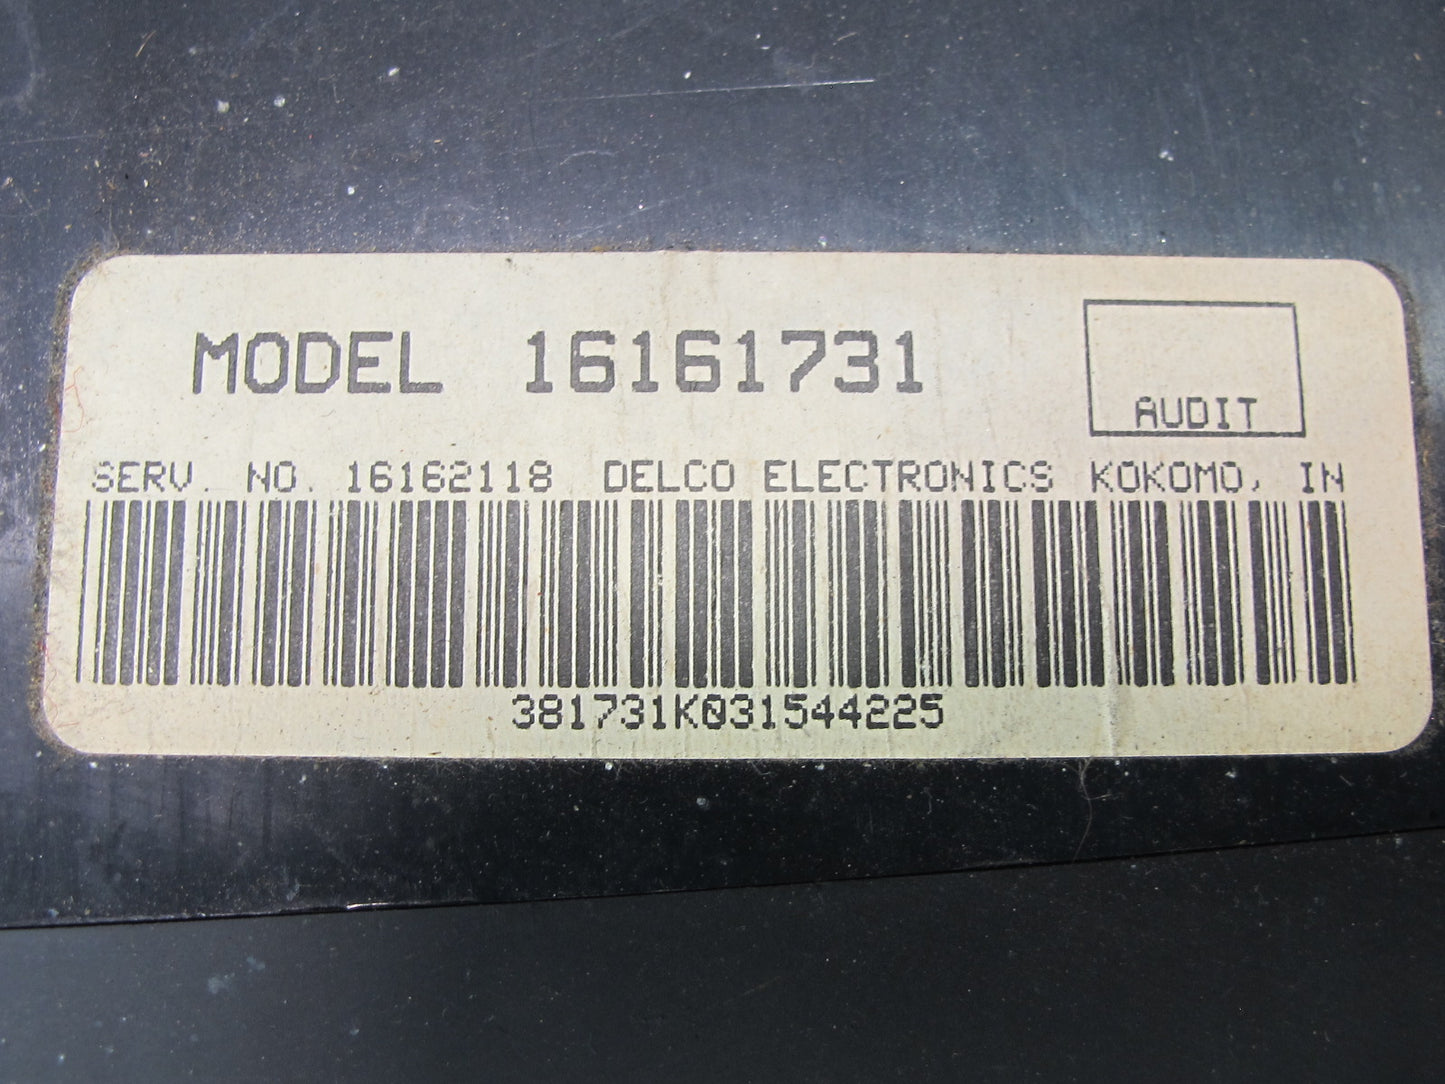 MODEL 16161731
AUDIT
SERV. NO. 16162118 DELCO ELECTRONICS KOKOMO, IN
381731K031544225